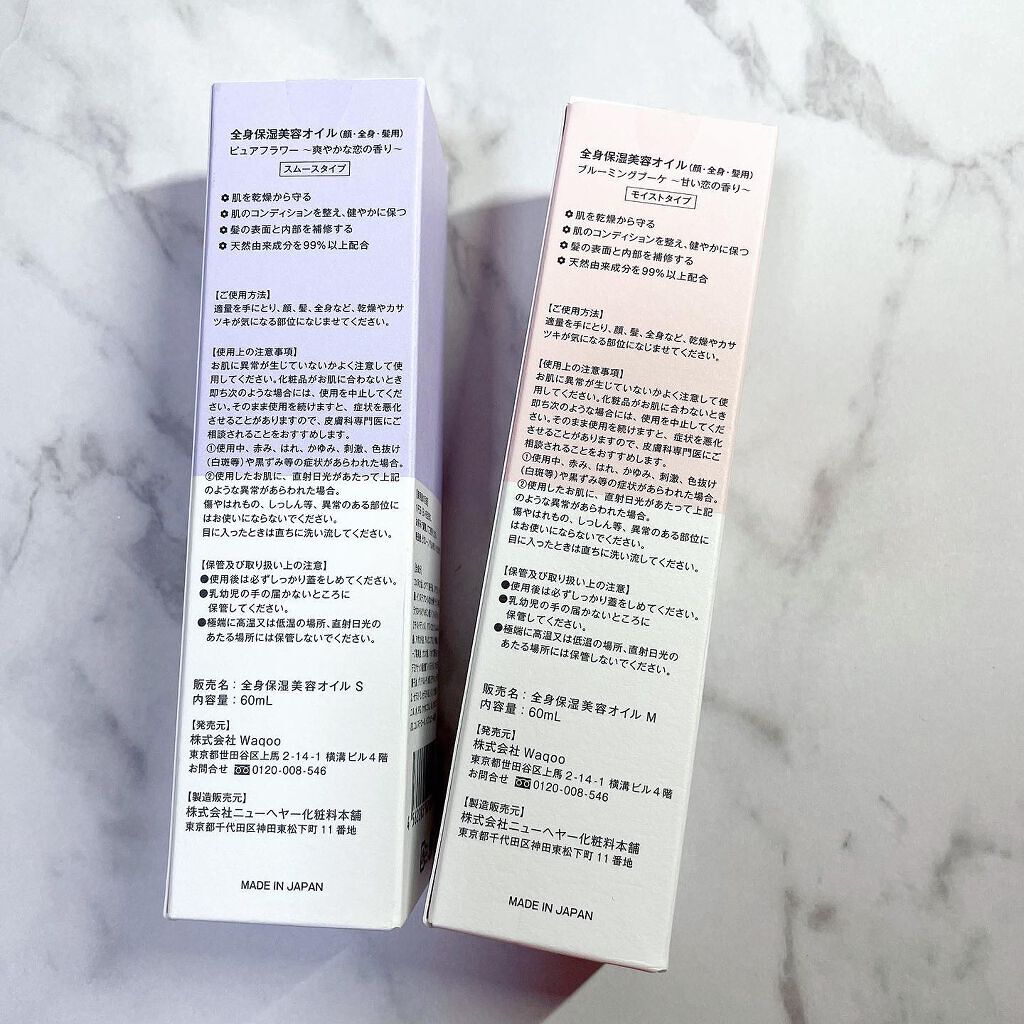 全身保湿美容オイル(顔・全身・髪用)
ピュアフラワー 〜爽やかな恋の香り〜
スムースタイプ
肌を乾燥から守る
肌のコンディションを整え、健やかに保つ
髪の表面と内部を補修する
天然由来成分を99%以上配合
【ご使用方法】
適量を手にとり、顔、髪、全身など、乾燥やカサ
ツキが気になる部位になじませてください。
【使用上の注意事項】
お肌に異常が生じていないかよく注意して使
用してください。化粧品がお肌に合わないとき
即ち次のような場合には、使用を中止してくだ
さい。そのまま使用を続けますと、症状を悪化
させることがありますので、皮膚科専門医にご
相談されることをおすすめします。
①使用中、赤み、はれ、かゆみ、刺激、色抜け
(白斑等)や黒ずみ等の症状があらわれた場合。
②使用したお肌に、直射日光があたって上記
のような異常があらわれた場合。
傷やはれもの、しっしん等、異常のある部位に
はお使いにならないでください。
目に入ったときは直ちに洗い流してください。
【保管及び取り扱い上の注意】
●使用後は必ずしっかり蓋をしめてください。
●乳幼児の手の届かないところに
保管してください。
●極端に高温又は低温の場所、直射日光の
あたる場所には保管しないでください。
販売名：全身保湿美容オイル S
内容量：60mL
【発売元】
株式会社 Waqoo
東京都世田谷区上馬 2-14-1 横溝ビル4階
お問合せ 0120-008-546
【製造販売元】
株式会社ニューヘヤー化粧料本舗
東京都千代田区神田東松下町 11 番地
MADE IN JAPAN
全身保湿美容オイル(顔・全身・髪用)
ブルーミングブーケ 〜甘い恋の香り〜
モイストタイプ
肌を乾燥から守る
肌のコンディションを整え、健やかに保つ
髪の表面と内部を補修する
天然由来成分を99%以上配合
【ご使用方法】
適量を手にとり、顔、髪、全身など、乾燥やカサ
ツキが気になる部位になじませてください。
【使用上の注意事項】
お肌に異常が生じていないかよく注意して使
用してください。化粧品がお肌に合わないとき
即ち次のような場合には、使用を中止してくだ
さい。そのまま使用を続けますと、症状を悪化
させることがありますので、皮膚科専門医にご
相談されることをおすすめします。
①使用中、赤み、はれ、かゆみ、刺激、色抜け
(白斑等)や黒ずみ等の症状があらわれた場合。
②使用したお肌に、直射日光があたって上記
のような異常があらわれた場合。
傷やはれもの、しっしん等、異常のある部位に
はお使いにならないでください。
目に入ったときは直ちに洗い流してください。
【保管及び取り扱い上の注意】
●使用後は必ずしっかり蓋をしめてください。
●乳幼児の手の届かないところに
保管してください。
●極端に高温又は低温の場所、直射日光の
あたる場所には保管しないでください。
販売名：全身保湿美容オイル M
内容量：60mL
【発売元】
株式会社 Waqoo
東京都世田谷区上馬 2-14-1 横溝ビル4階
お問合せ 0120-008-546
【製造販売元】
株式会社ニューヘヤー化粧料本舗
東京都千代田区神田東松下町 11 番地
MADE IN JAPAN